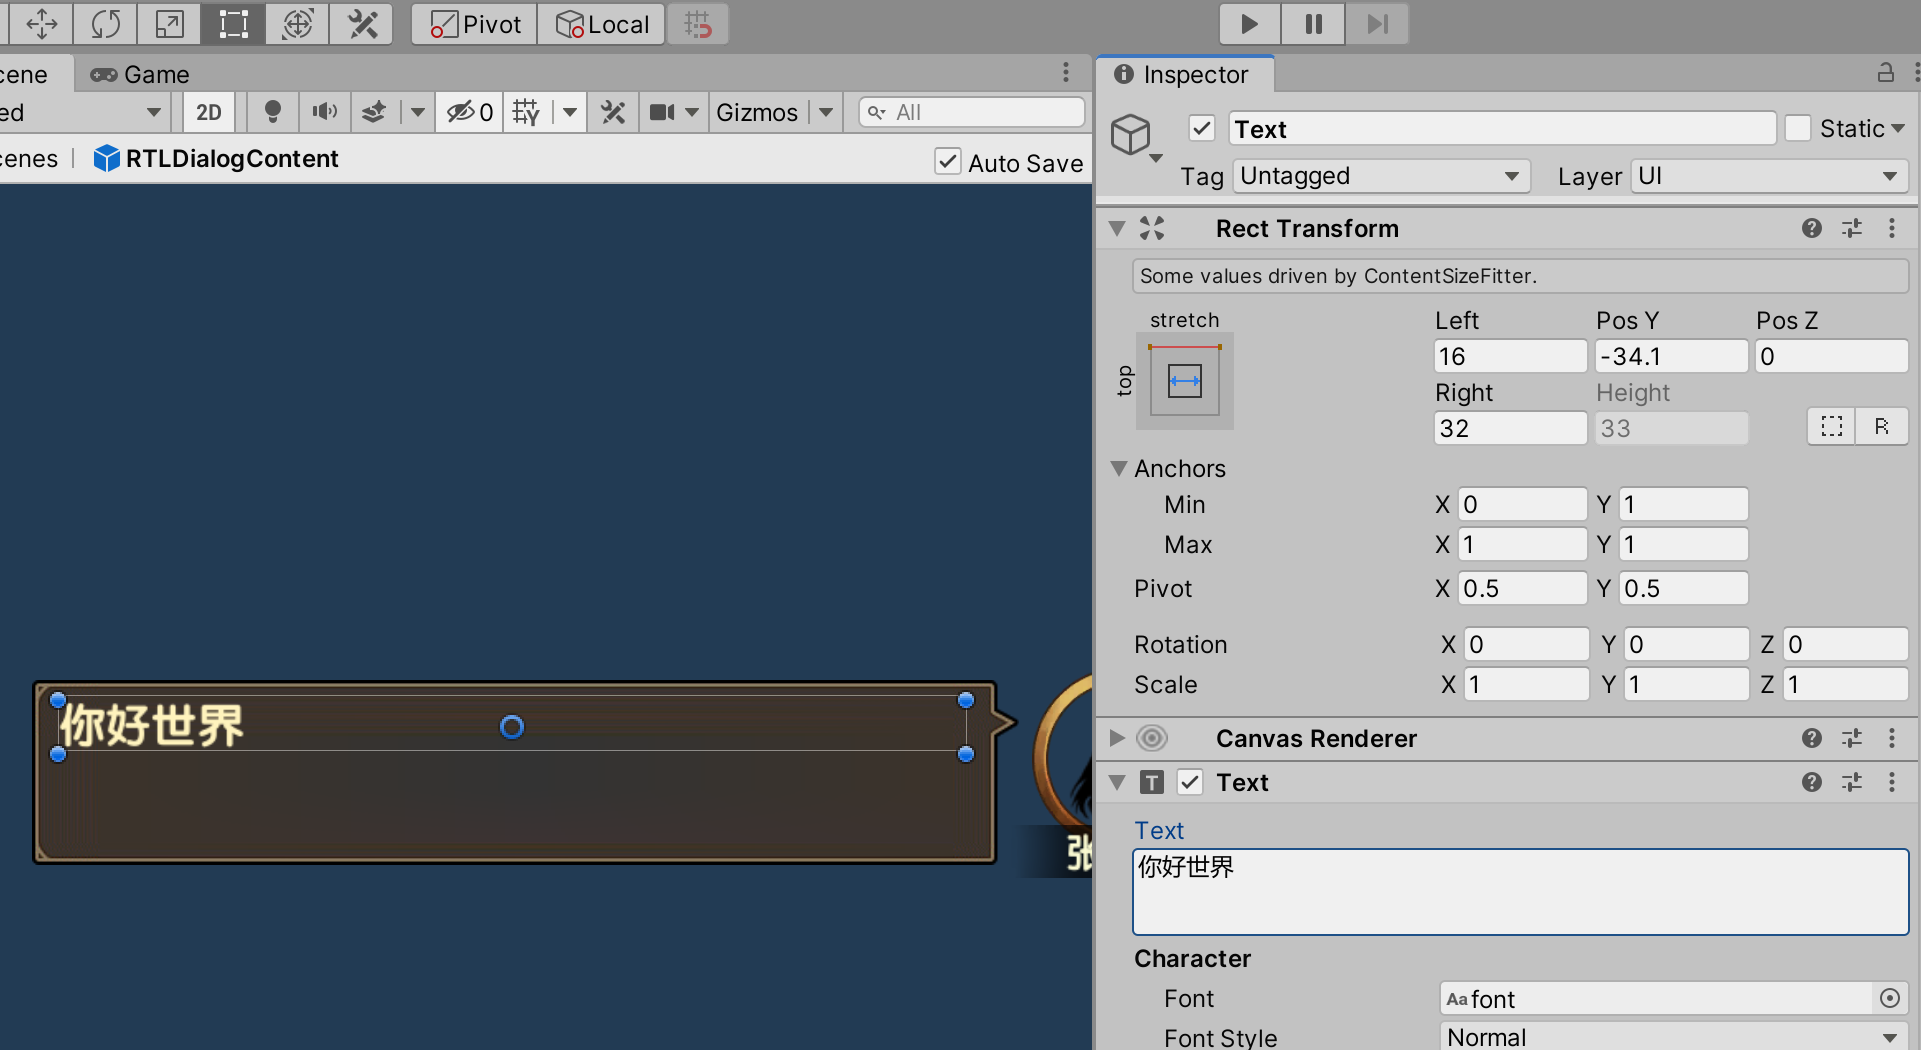 Pivot Local
cene Game
ed 2D 0 Gizmos All
cenes RTLDialogContent Auto Save
你好世界
张
Inspector
Text Static
Tag Untagged Layer UI
Rect Transform
Some values driven by ContentSizeFitter.
stretch
top
Left Pos Y Pos Z
16 -34.1 0
Right Height
32 33 R
Anchors
Min X 0 Y 1
Max X 1 Y 1
Pivot X 0.5 Y 0.5
Rotation X 0 Y 0 Z 0
Scale X 1 Y 1 Z 1
Canvas Renderer
T Text
Text
你好世界
Character
Font Aa font
Font Style Normal